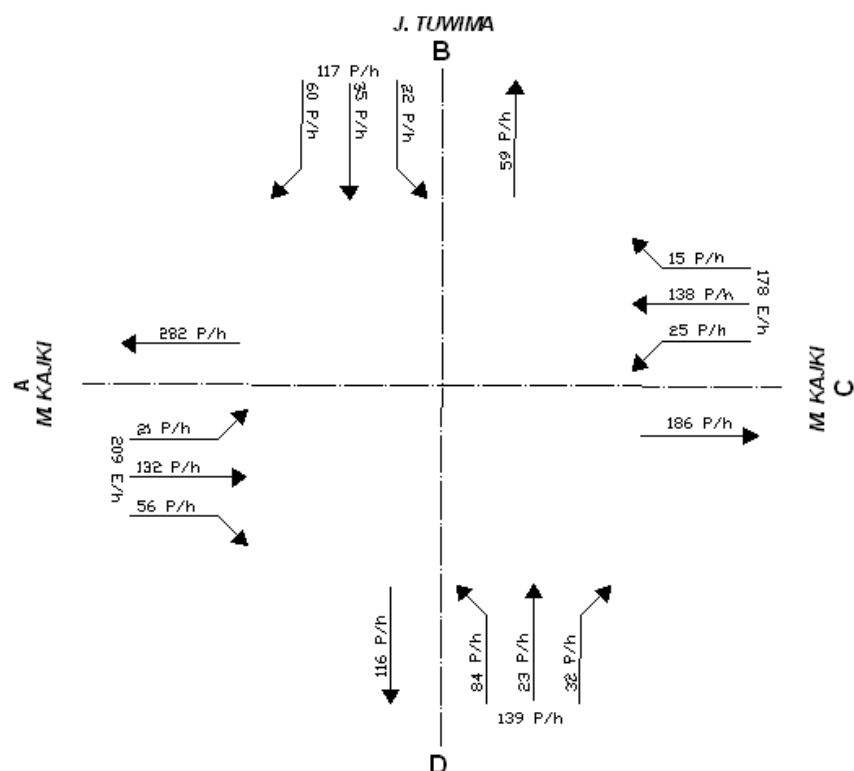 J. TUWIMA
B
117 P/h
60 P/h
35 P/h
22 P/h
59 P/h
15 P/h
138 P/h
25 P/h
178 E/h
282 P/h
A
M. KAJKI
M. KAJKI
C
186 P/h
21 P/h
132 P/h
56 P/h
209 E/h
116 P/h
84 P/h
23 P/h
32 P/h
139 P/h
D